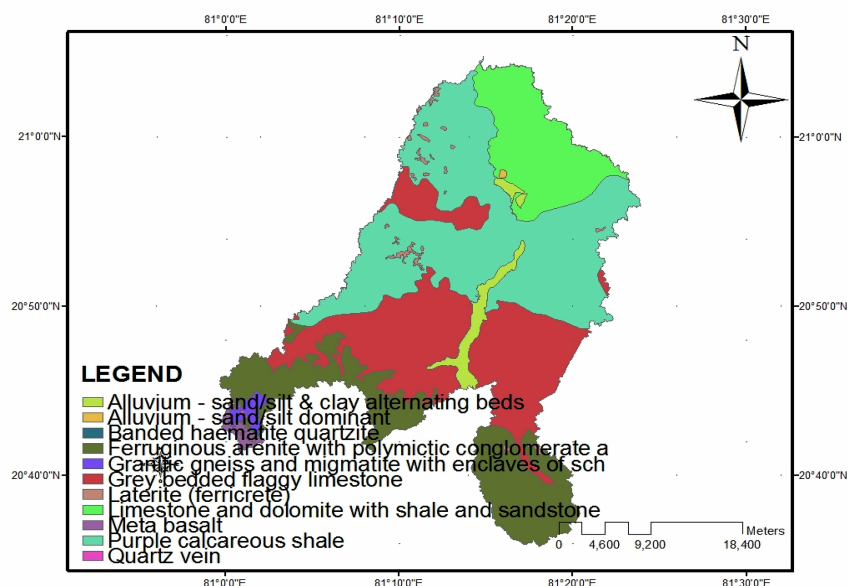 81°0'0"E 81°10'0"E 81°20'0"E 81°30'0"E
N
21°0'0"N 21°0'0"N
20°50'0"N 20°50'0"N
LEGEND
Alluvium - sand/silt & clay alternating beds
Alluvium - sand/silt dominant
Banded haematite quartzite
Ferruginous arenite with polymictic conglomerate a
Granitic gneiss and migmatite with enclaves of sch
20°40'0"N 20°40'0"N
Grey bedded flaggy limestone
Laterite (ferricrete)
Limestone and dolomite with shale and sandstone
Meta basalt
Purple calcareous shale
Quartz vein
Meters
0 4,600 9,200 18,400
81°0'0"E 81°10'0"E 81°20'0"E 81°30'0"E